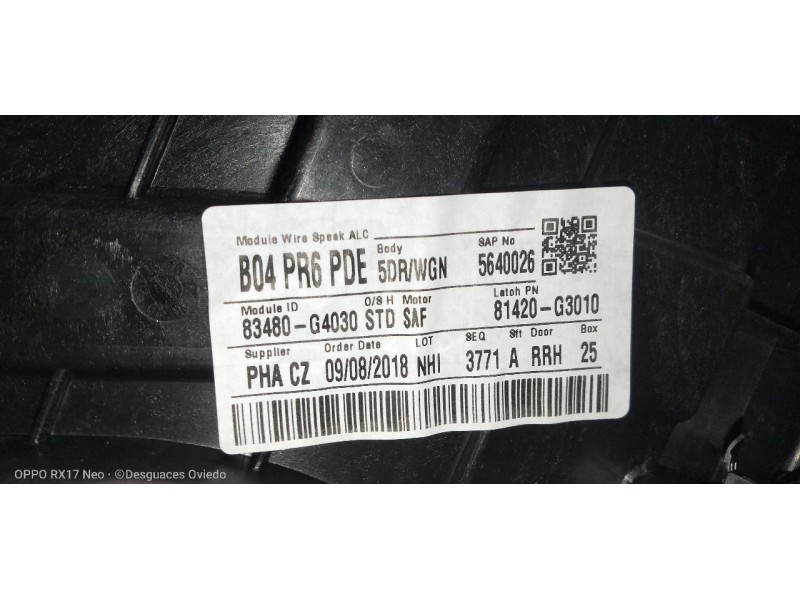 Module Wire Speak ALC Body SAP No
B04 PR6 PDE 5DR/WGN 5640026
Module ID O/S H Motor Latch PN
83480-G4030 STD SAF 81420-G3010
Supplier Order Date LOT SEQ Sft Door Box
PHA CZ 09/08/2018 NHI 3771 A RRH 25
OPPO RX17 Neo · ©Desguaces Oviedo